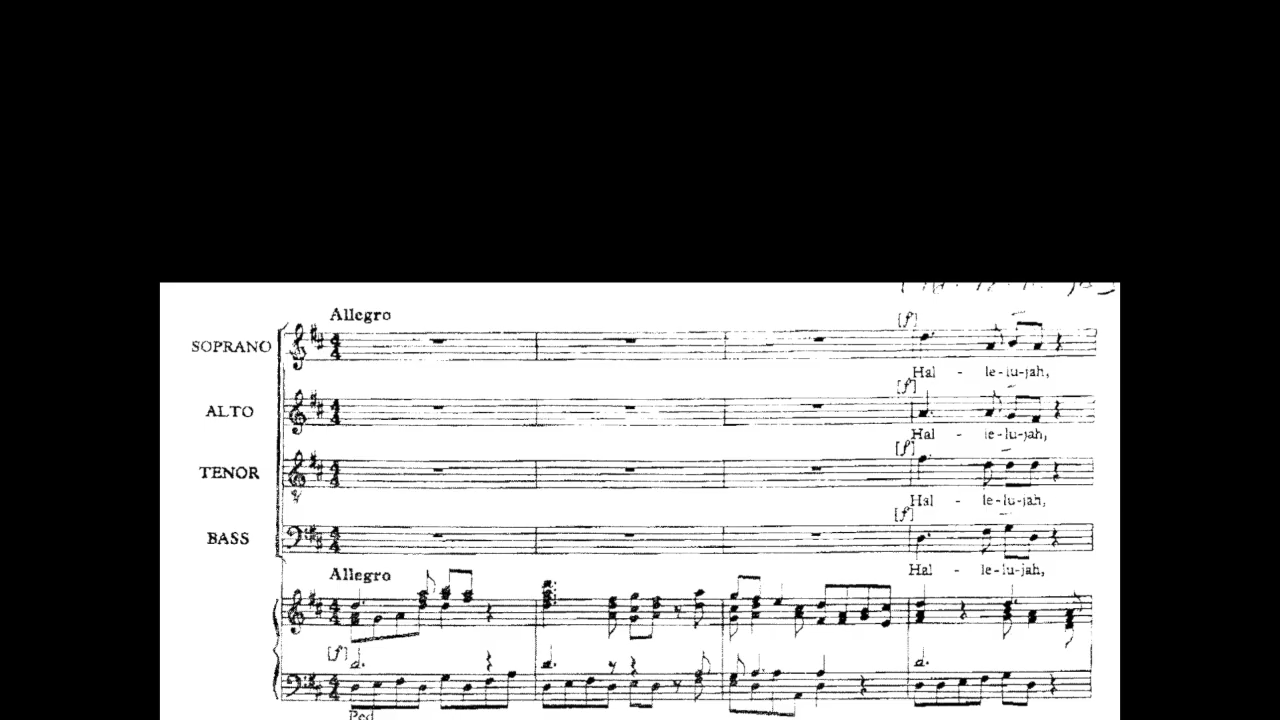 Allegro
[f]
SOPRANO
Hal - le-lu-jah,
[f]
ALTO
Hal - le-lu-jah,
[f]
TENOR
Hal - le-lu-jah,
[f]
BASS
Hal - le-lu-jah,
Allegro
[f]
Ped